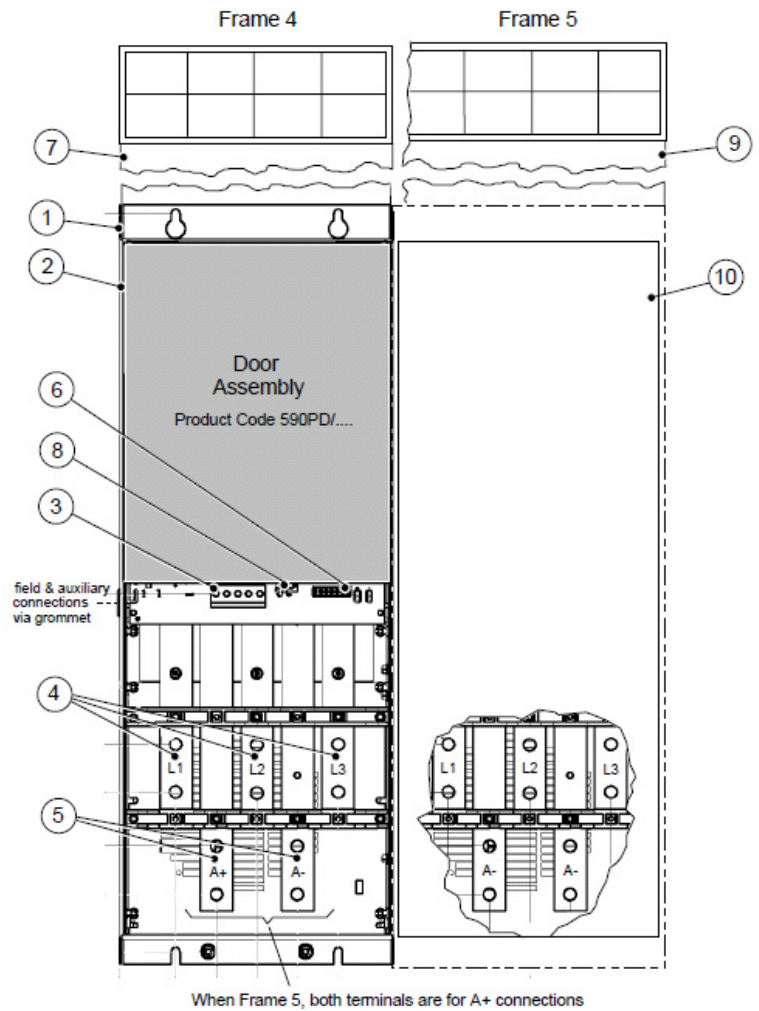 Frame 4
Frame 5
7
9
1
2
10
Door
Assembly
Product Code 590PD/....
6
8
3
field & auxiliary
connections
via grommet
4
L1
L2
L3
L1
L2
L3
5
A+
A-
A-
A-
When Frame 5, both terminals are for A+ connections